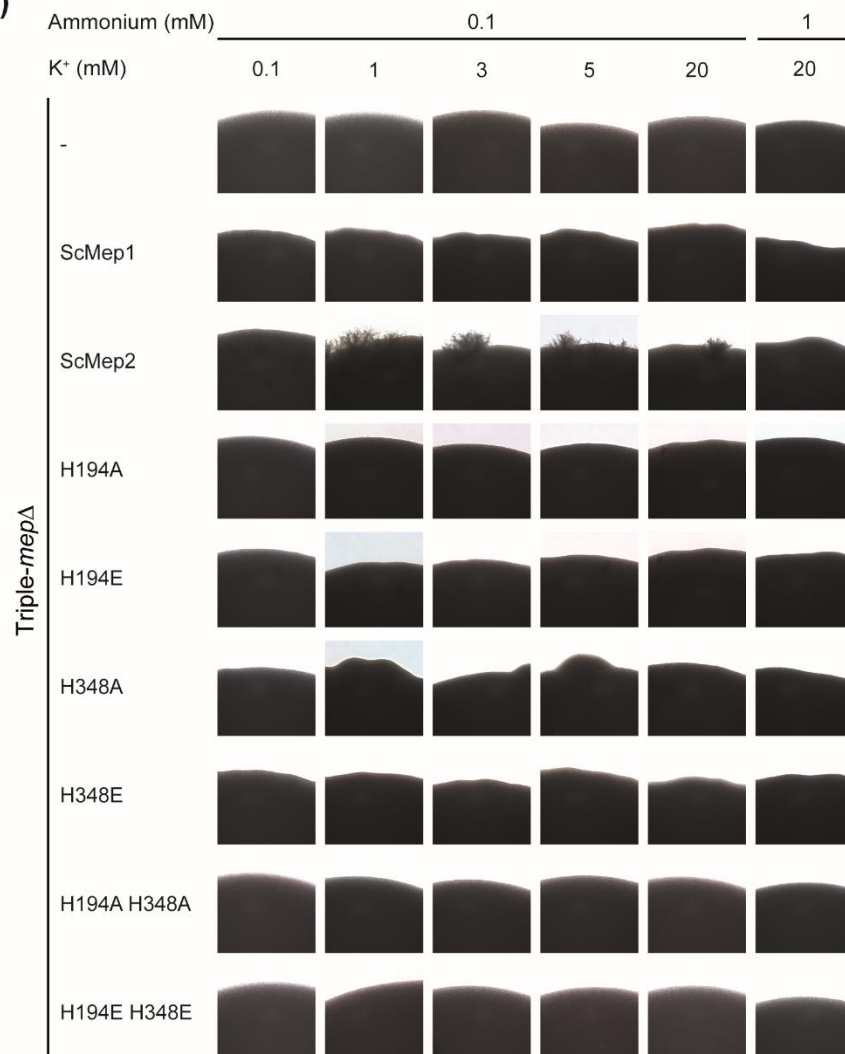 )
Ammonium (mM) 0.1 1
K⁺ (mM) 0.1 1 3 5 20 20
-
ScMep1
ScMep2
H194A
H194E
H348A
H348E
H194A H348A
H194E H348E
Triple-mepΔ